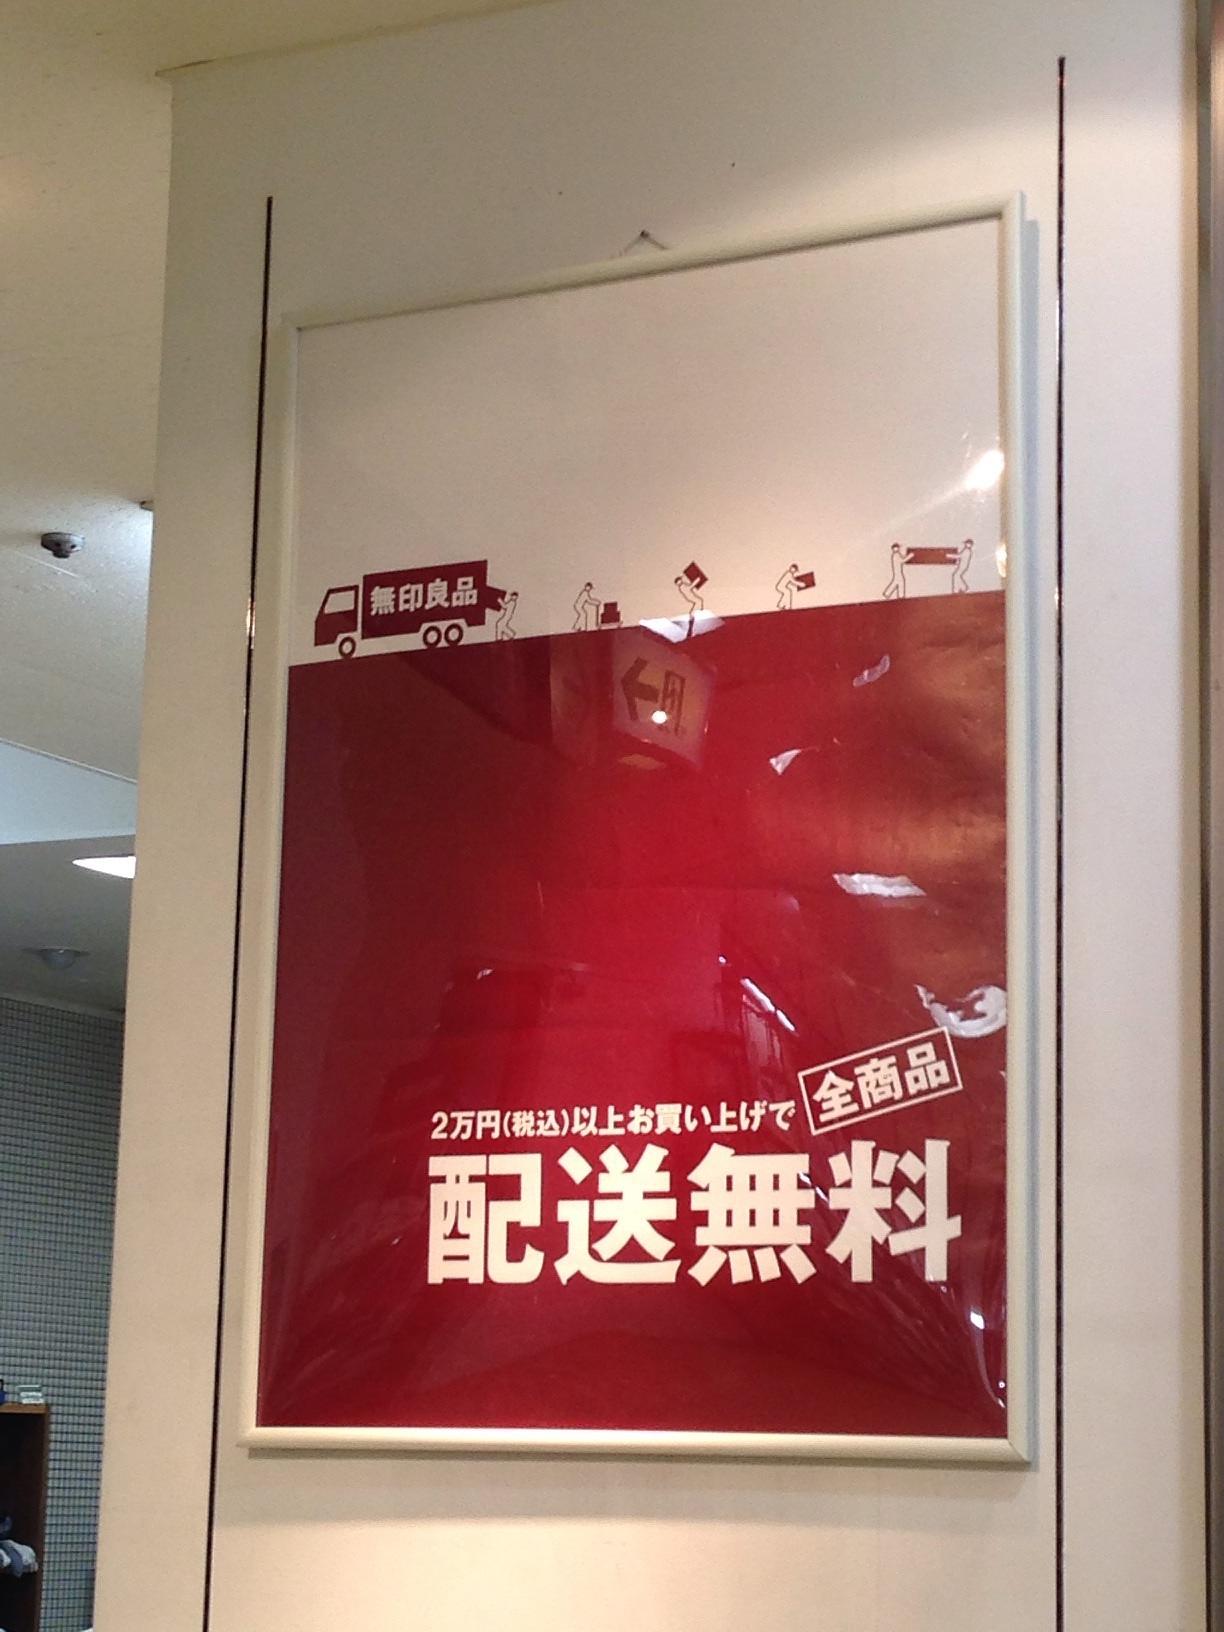 無印良品
全商品
2万円(税込)以上お買い上げで
配送無料